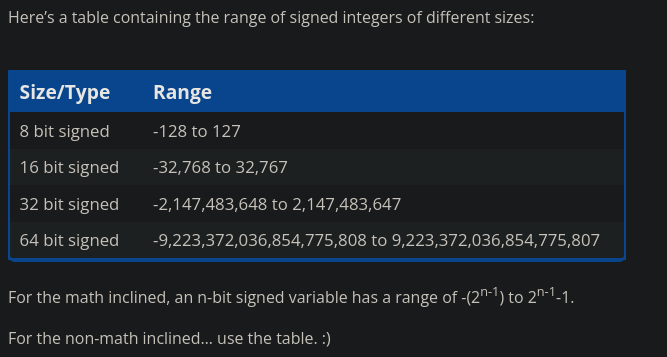 Here’s a table containing the range of signed integers of different sizes:
Size/Type Range
8 bit signed -128 to 127
16 bit signed -32,768 to 32,767
32 bit signed -2,147,483,648 to 2,147,483,647
64 bit signed -9,223,372,036,854,775,808 to 9,223,372,036,854,775,807
For the math inclined, an n-bit signed variable has a range of -(2ⁿ⁻¹) to 2ⁿ⁻¹-1.
For the non-math inclined… use the table. :)